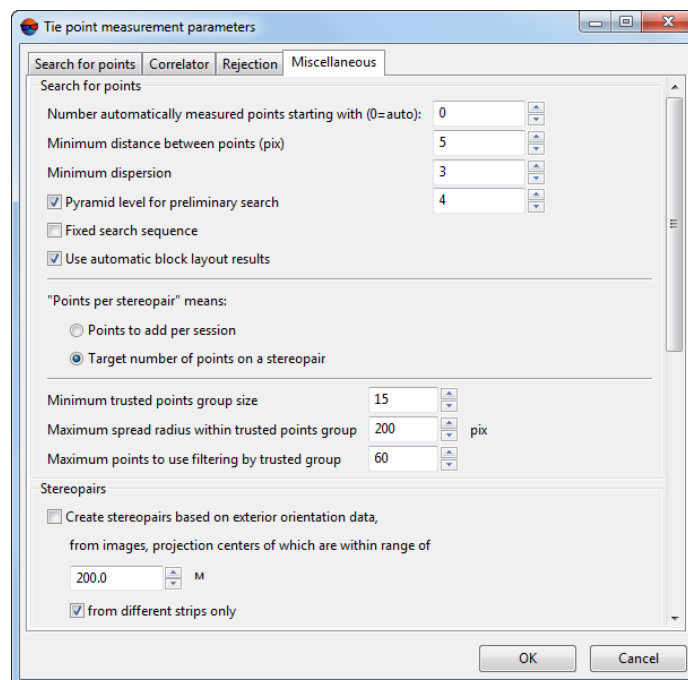 Tie point measurement parameters
Search for points Correlator Rejection Miscellaneous
Search for points
Number automatically measured points starting with (0=auto): 0
Minimum distance between points (pix) 5
Minimum dispersion 3
Pyramid level for preliminary search 4
Fixed search sequence
Use automatic block layout results
"Points per stereopair" means:
Points to add per session
Target number of points on a stereopair
Minimum trusted points group size 15
Maximum spread radius within trusted points group 200 pix
Maximum points to use filtering by trusted group 60
Stereopairs
Create stereopairs based on exterior orientation data,
from images, projection centers of which are within range of
200.0 м
from different strips only
OK Cancel